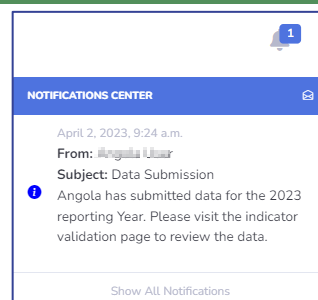 1
NOTIFICATIONS CENTER
April 2, 2023, 9:24 a.m.
From:
Subject: Data Submission
Angola has submitted data for the 2023
reporting Year. Please visit the indicator
validation page to review the data.
Show All Notifications